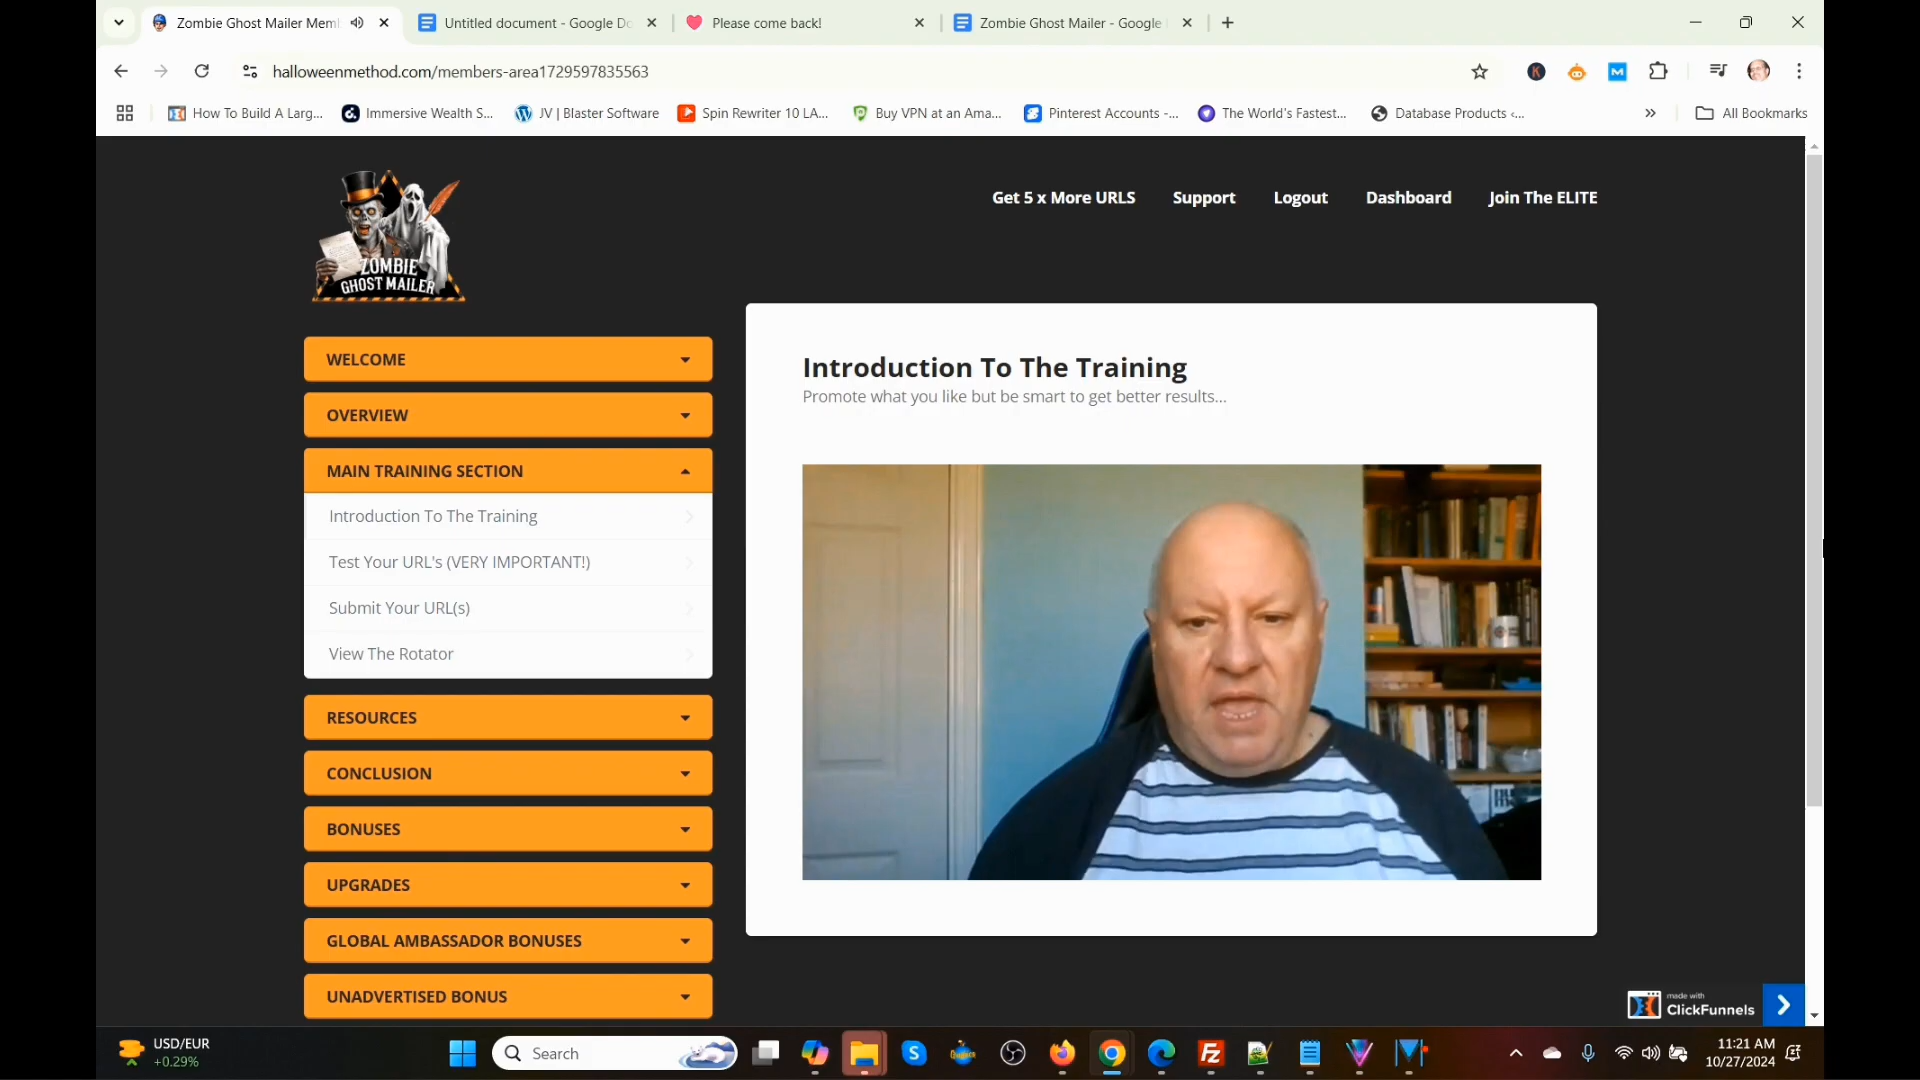 Zombie Ghost Mailer Mem
Untitled document - Google Do
Please come back!
Zombie Ghost Mailer - Google
halloweenmethod.com/members-area1729597835563
How To Build A Larg...
Immersive Wealth S...
JV | Blaster Software
Spin Rewriter 10 LA...
Buy VPN at an Ama...
Pinterest Accounts -...
The World's Fastest...
Database Products ‹...
All Bookmarks
ZOMBIE
GHOST MAILER
Get 5 x More URLS
Support
Logout
Dashboard
Join The ELITE
WELCOME
OVERVIEW
MAIN TRAINING SECTION
Introduction To The Training
Test Your URL's (VERY IMPORTANT!)
Submit Your URL(s)
View The Rotator
RESOURCES
CONCLUSION
BONUSES
UPGRADES
GLOBAL AMBASSADOR BONUSES
UNADVERTISED BONUS
Introduction To The Training
Promote what you like but be smart to get better results...
made with
ClickFunnels
USD/EUR
+0.29%
Search
11:21 AM
10/27/2024